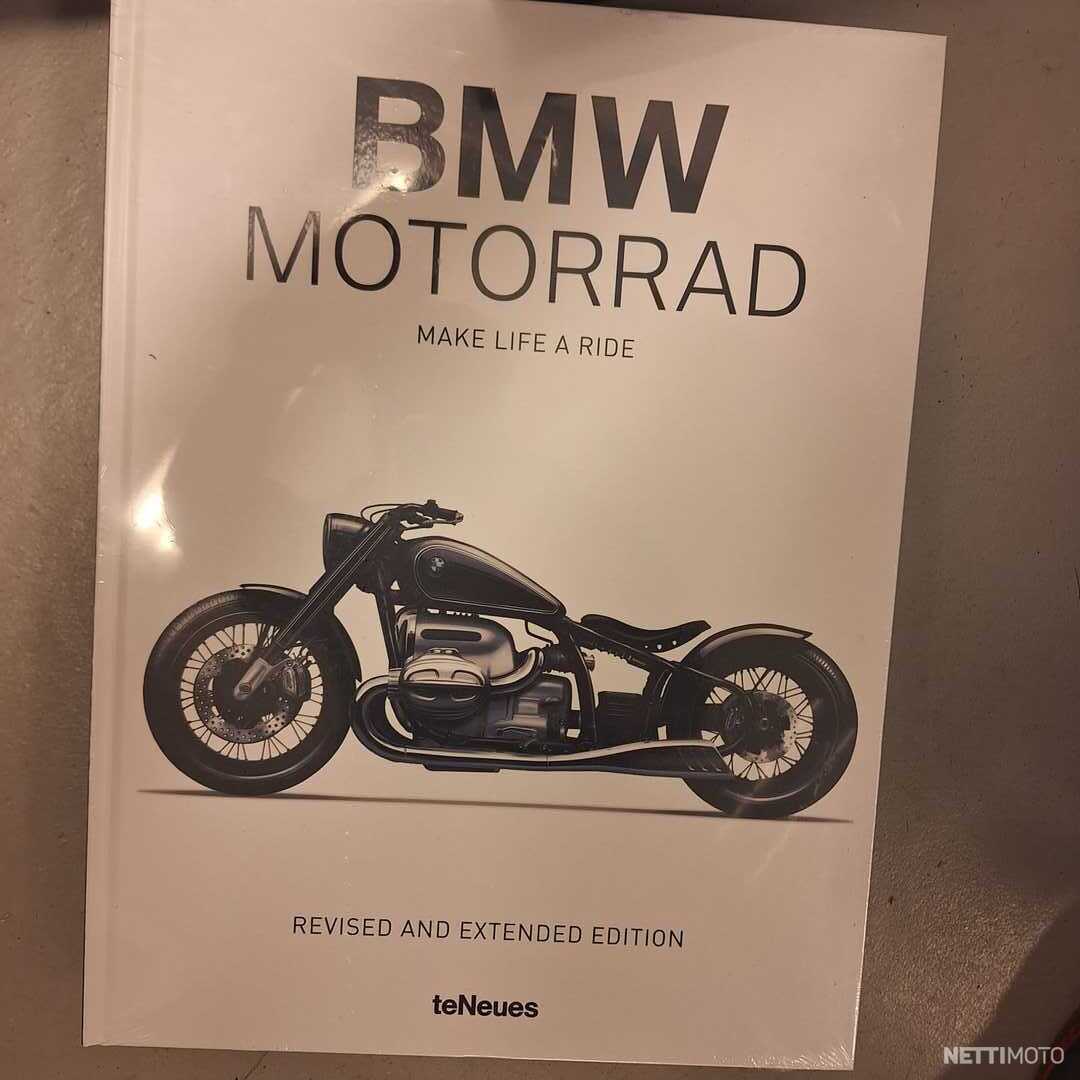 BMW
MOTORRAD
MAKE LIFE A RIDE
REVISED AND EXTENDED EDITION
teNeues
NETTIMOTO